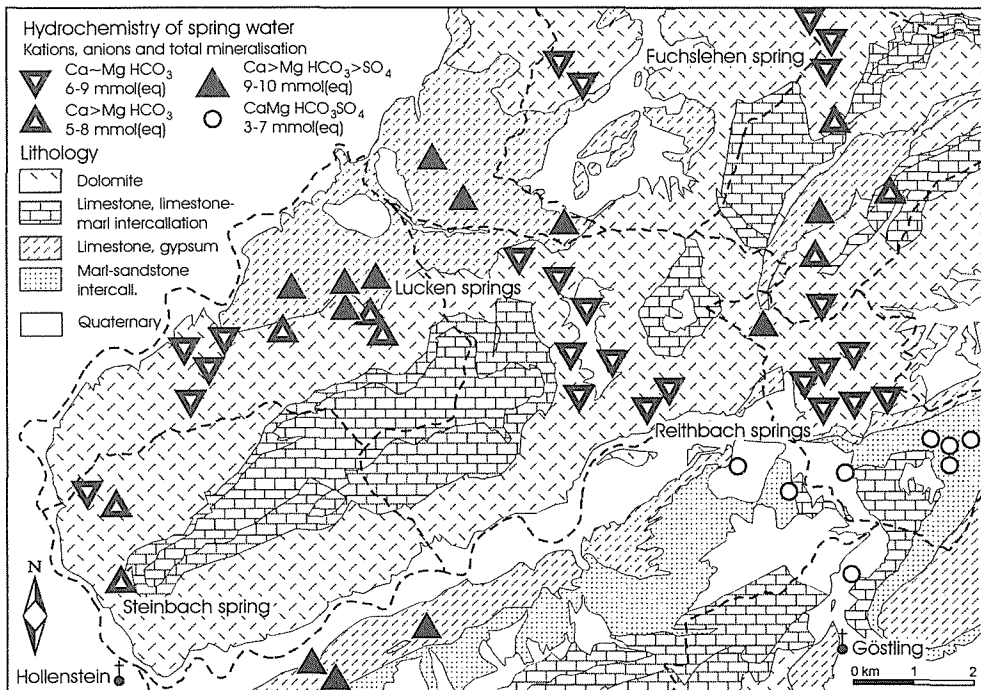 Hydrochemistry of spring water
Kations, anions and total mineralisation
Ca~Mg HCO3
6-9 mmol(eq)
Ca>Mg HCO3>SO4
9-10 mmol(eq)
Ca>Mg HCO3
5-8 mmol(eq)
CaMg HCO3SO4
3-7 mmol(eq)
Lithology
Dolomite
Limestone, limestone-
marl intercallation
Limestone, gypsum
Marl-sandstone
intercall.
Quaternary
Fuchslehen spring
Lucken springs
Relthbach springs
Steinbach spring
N
Hollenstein
Göstling
0 km 1 2